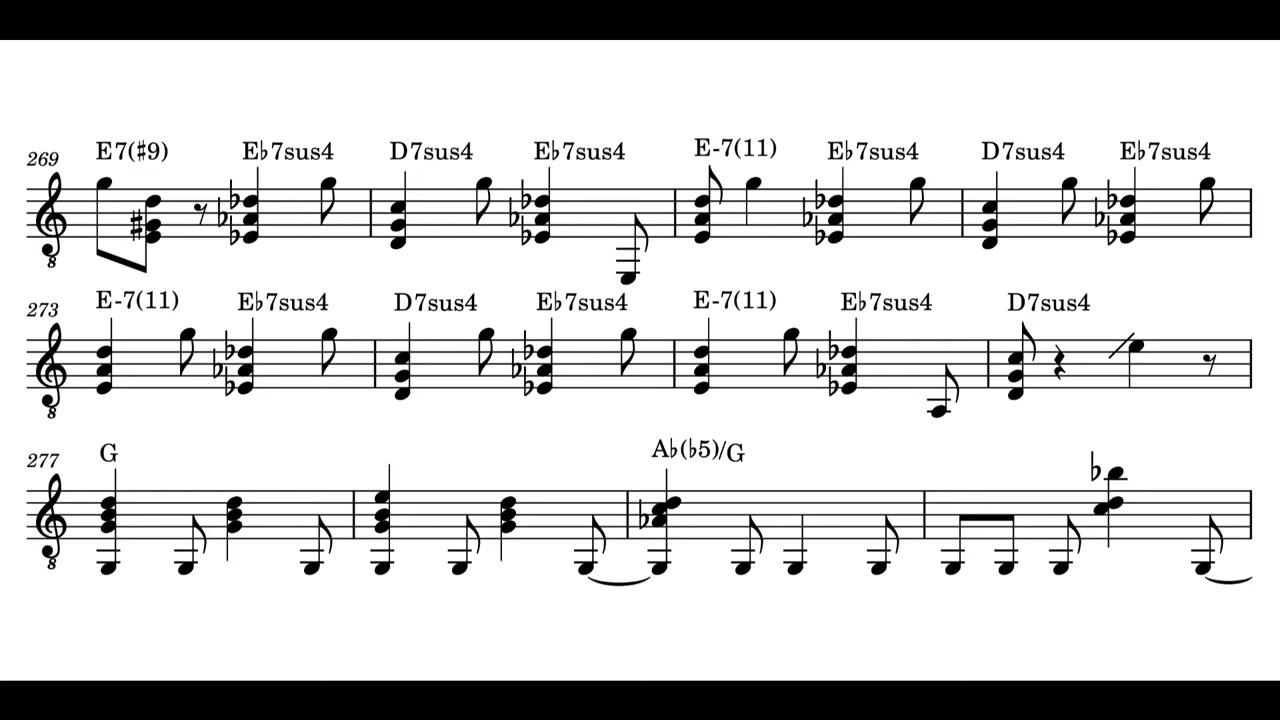 269 E7(♯9) E♭7sus4 D7sus4 E♭7sus4 E-7(11) E♭7sus4 D7sus4 E♭7sus4
8
273 E-7(11) E♭7sus4 D7sus4 E♭7sus4 E-7(11) E♭7sus4 D7sus4
8
277 G A♭(♭5)/G
8